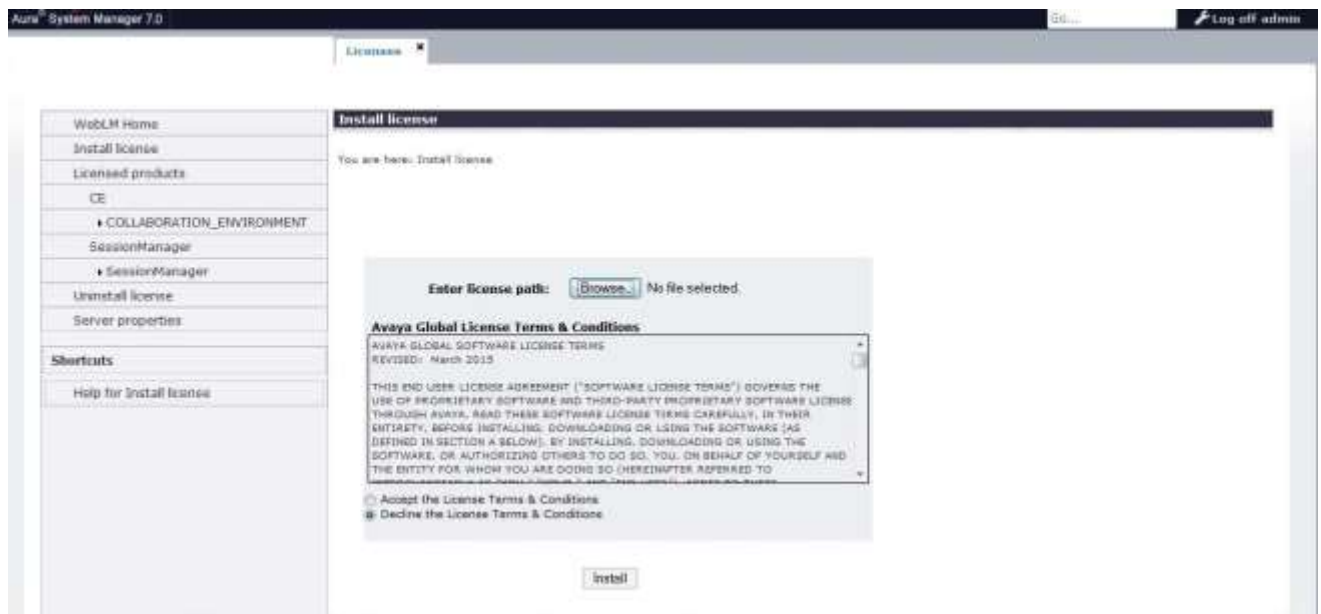 Aura® System Manager 7.0
Go...
Log off admin
Licenses ✖
WebLM Home
Install license
Licensed products
CE
▸ COLLABORATION_ENVIRONMENT
SessionManager
▸ SessionManager
Uninstall license
Server properties
Shortcuts
Help for Install license
Install license
You are here: Install license
Enter license path: Browse... No file selected.
Avaya Global License Terms & Conditions
AVAYA GLOBAL SOFTWARE LICENSE TERMS
REVISED: March 2015
THIS END USER LICENSE AGREEMENT ("SOFTWARE LICENSE TERMS") GOVERNS THE
USE OF PROPRIETARY SOFTWARE AND THIRD-PARTY PROPRIETARY SOFTWARE LICENSE
THROUGH AVAYA. READ THESE SOFTWARE LICENSE TERMS CAREFULLY, IN THEIR
ENTIRETY, BEFORE INSTALLING, DOWNLOADING OR USING THE SOFTWARE (AS
DEFINED IN SECTION A BELOW). BY INSTALLING, DOWNLOADING OR USING THE
SOFTWARE, OR AUTHORIZING OTHERS TO DO SO, YOU, ON BEHALF OF YOURSELF AND
THE ENTITY FOR WHOM YOU ARE DOING SO (HEREINAFTER REFERRED TO
Accept the License Terms & Conditions
Decline the License Terms & Conditions
Install